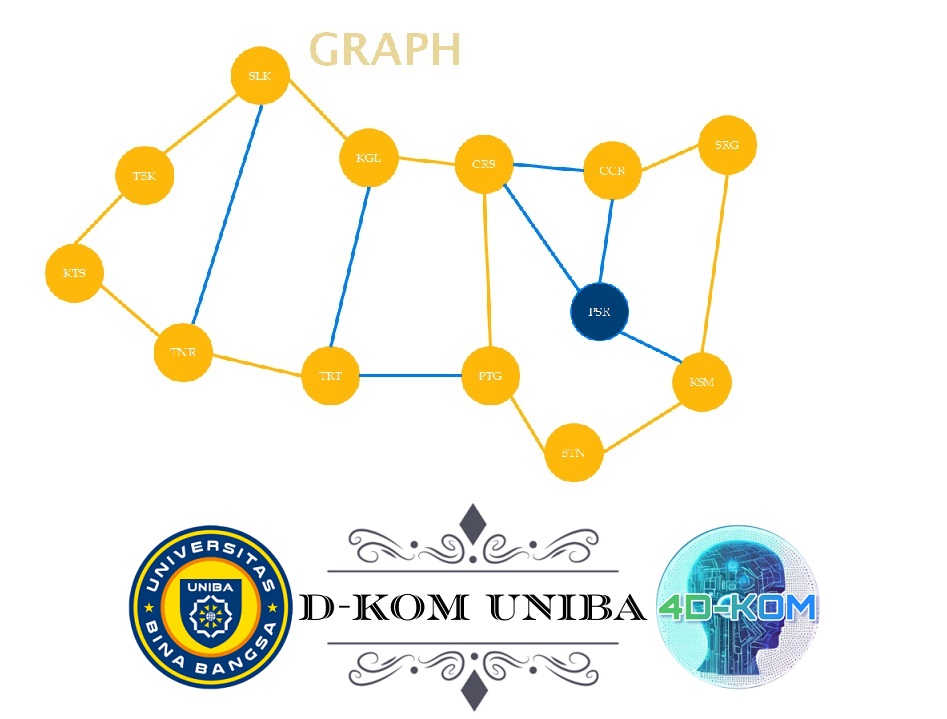 GRAPH
SLK
KGL
CRS
CCR
SRG
TBK
KTS
PSR
TNR
TRT
PTG
KSM
BTN
UNIVERSITAS
UNIBA
BINA BANGSA
D-KOM UNIBA
4D-KOM